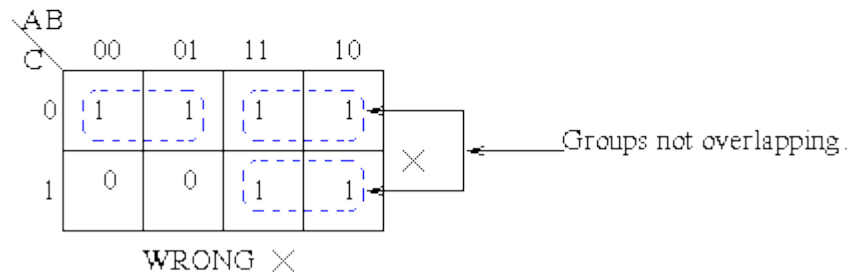 AB
C
00 01 11 10
0 1 1 1 1
Groups not overlapping.
1 0 0 1 1
WRONG ×